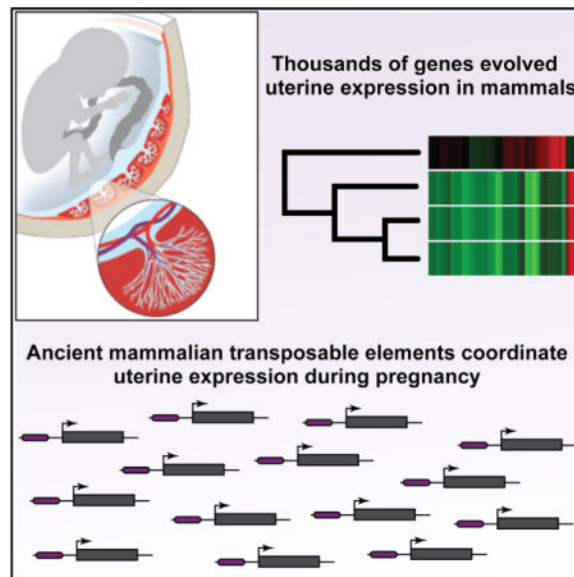 Thousands of genes evolved
uterine expression in mammals
Ancient mammalian transposable elements coordinate
uterine expression during pregnancy